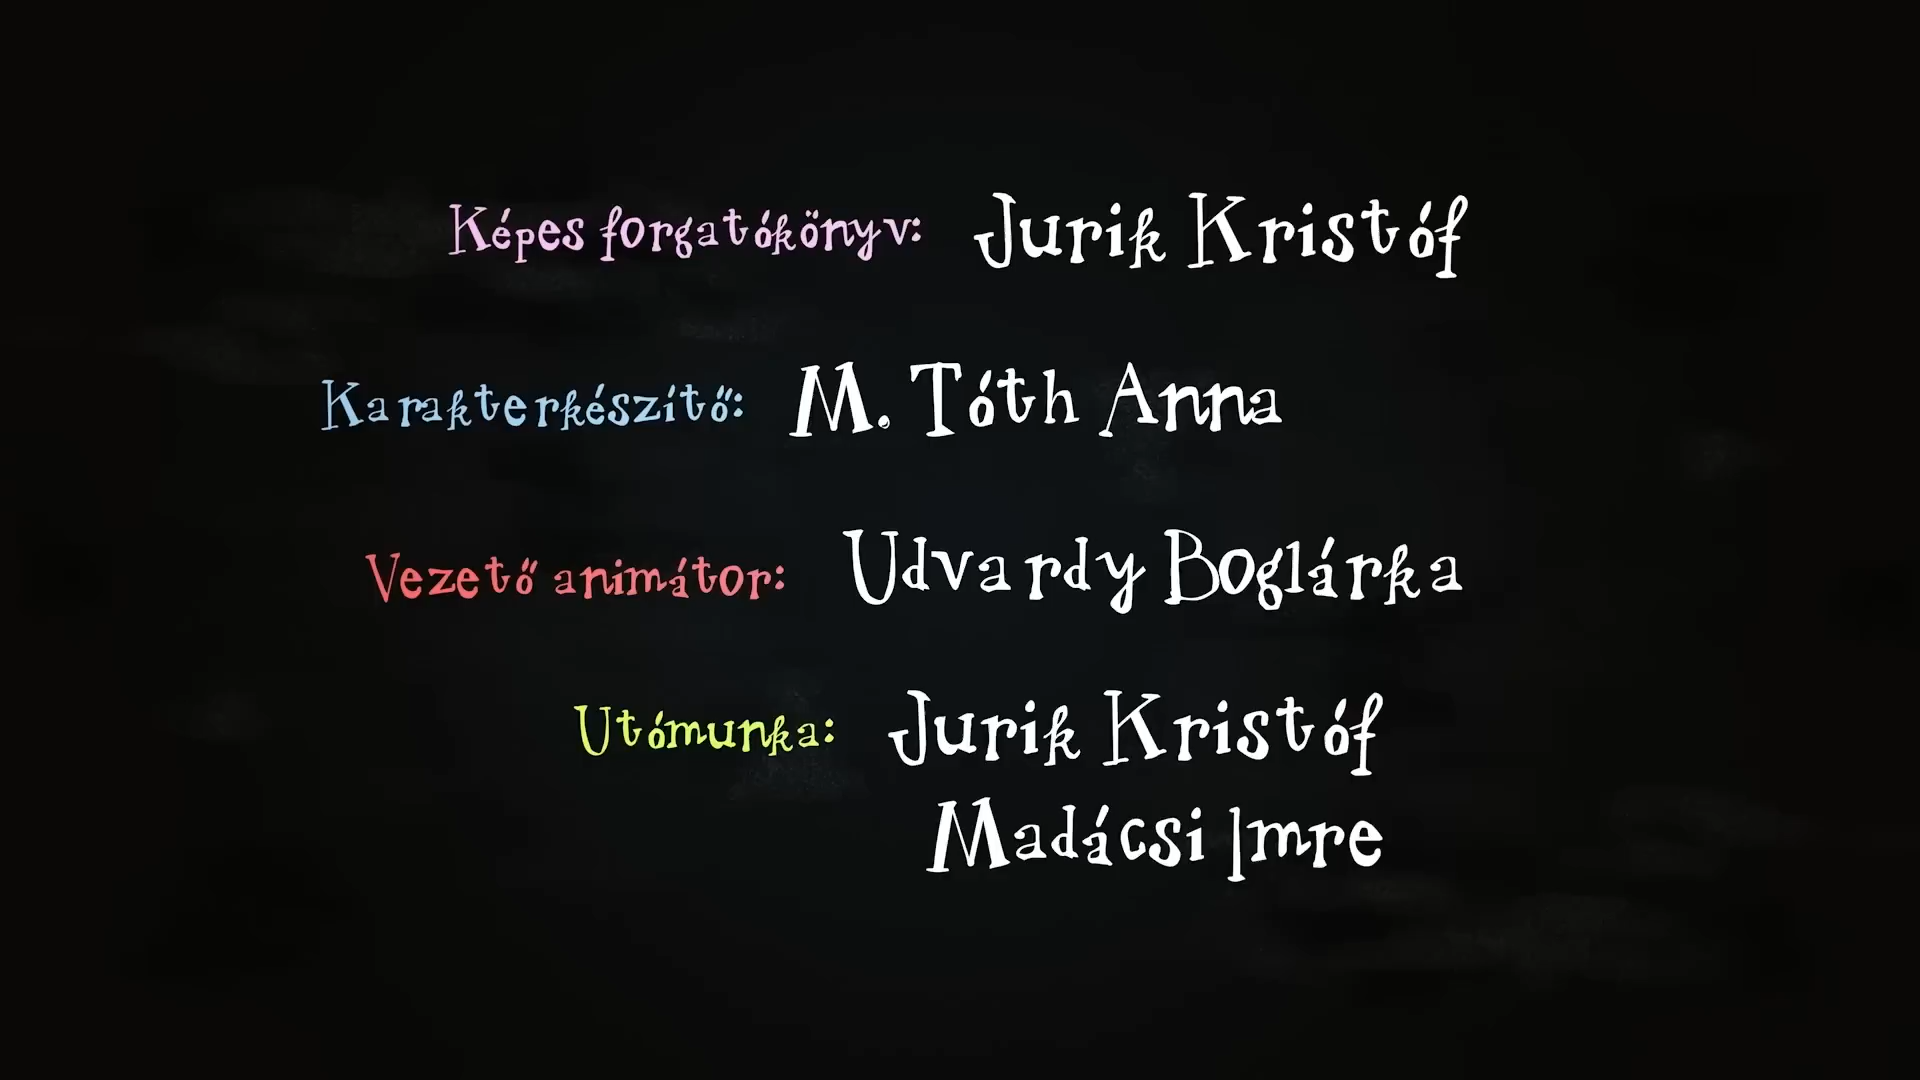 Képes forgatókönyv: Jurik Kristóf
Karakterkészítő: M. Tóth Anna
Vezető animátor: Udvardy Boglárka
Utómunka: Jurik Kristóf
Madácsi Imre